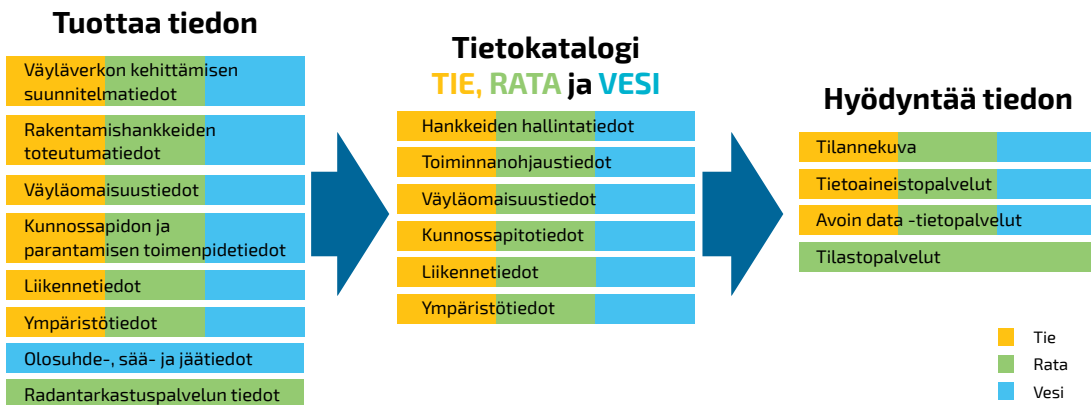 Tuottaa tiedon
Väyläverkon kehittämisen
suunnitelmatiedot
Rakentamishankkeiden
toteutumatiedot
Väyläomaisuustiedot
Kunnossapidon ja
parantamisen toimenpidetiedot
Liikennetiedot
Ympäristötiedot
Olosuhde-, sää- ja jäätiedot
Radantarkastuspalvelun tiedot
Tietokatalogi
TIE, RATA ja VESI
Hankkeiden hallintatiedot
Toiminnanohjaustiedot
Väyläomaisuustiedot
Kunnossapitotiedot
Liikennetiedot
Ympäristötiedot
Hyödyntää tiedon
Tilannekuva
Tietoaineistopalvelut
Avoin data -tietopalvelut
Tilastopalvelut
Tie
Rata
Vesi